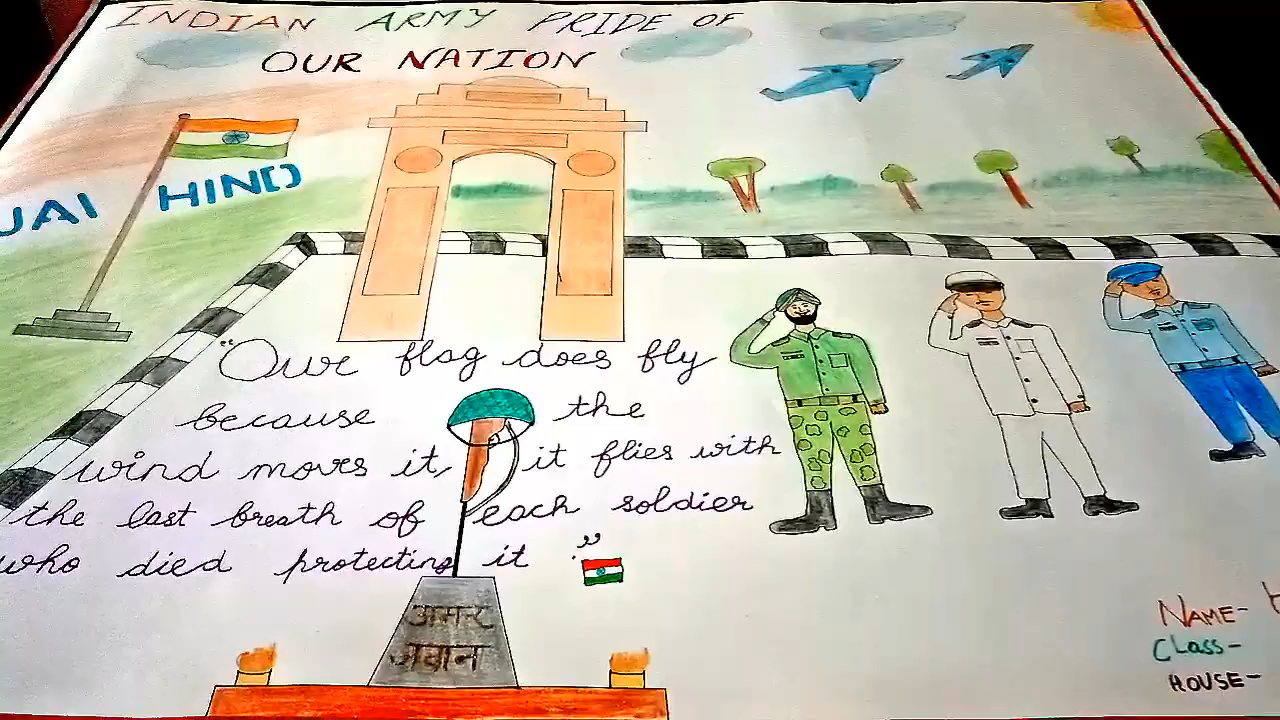 INDIAN ARMY PRIDE OF
OUR NATION
JAI HIND
"Our flag does fly
because the
wind moves it, it flies with
the last breath of each soldier
who died protecting it ."
अमर
जवान
NAME-
CLASS-
HOUSE-